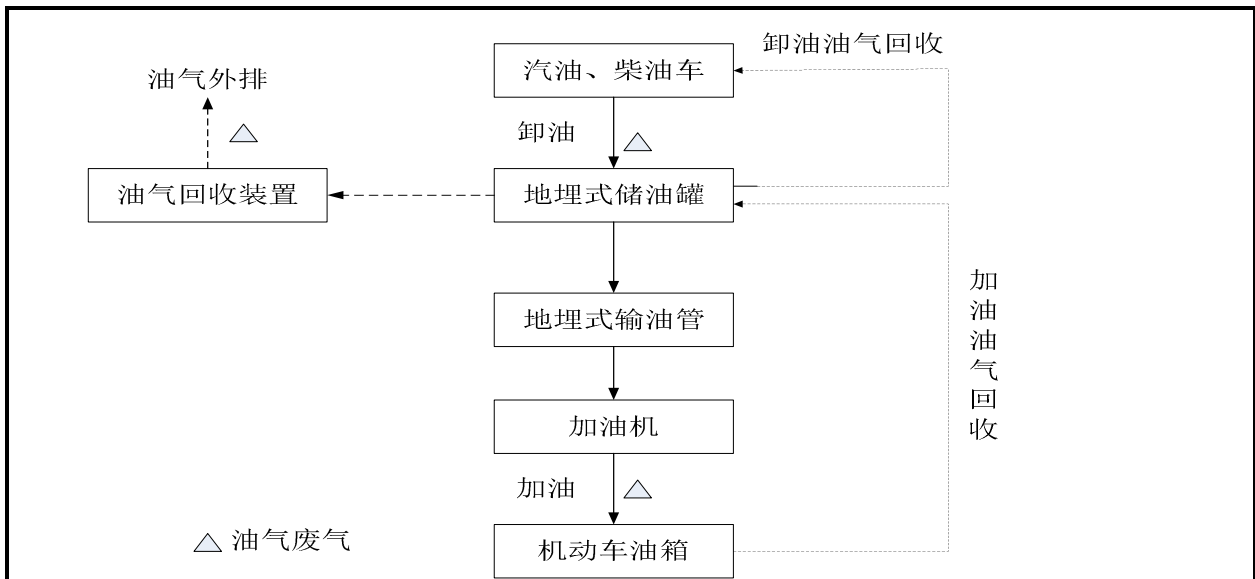 卸油油气回收
汽油、柴油车
油气外排
卸油
油气回收装置
地埋式储油罐
地埋式输油管
加油油气回收
加油机
加油
油气废气
机动车油箱